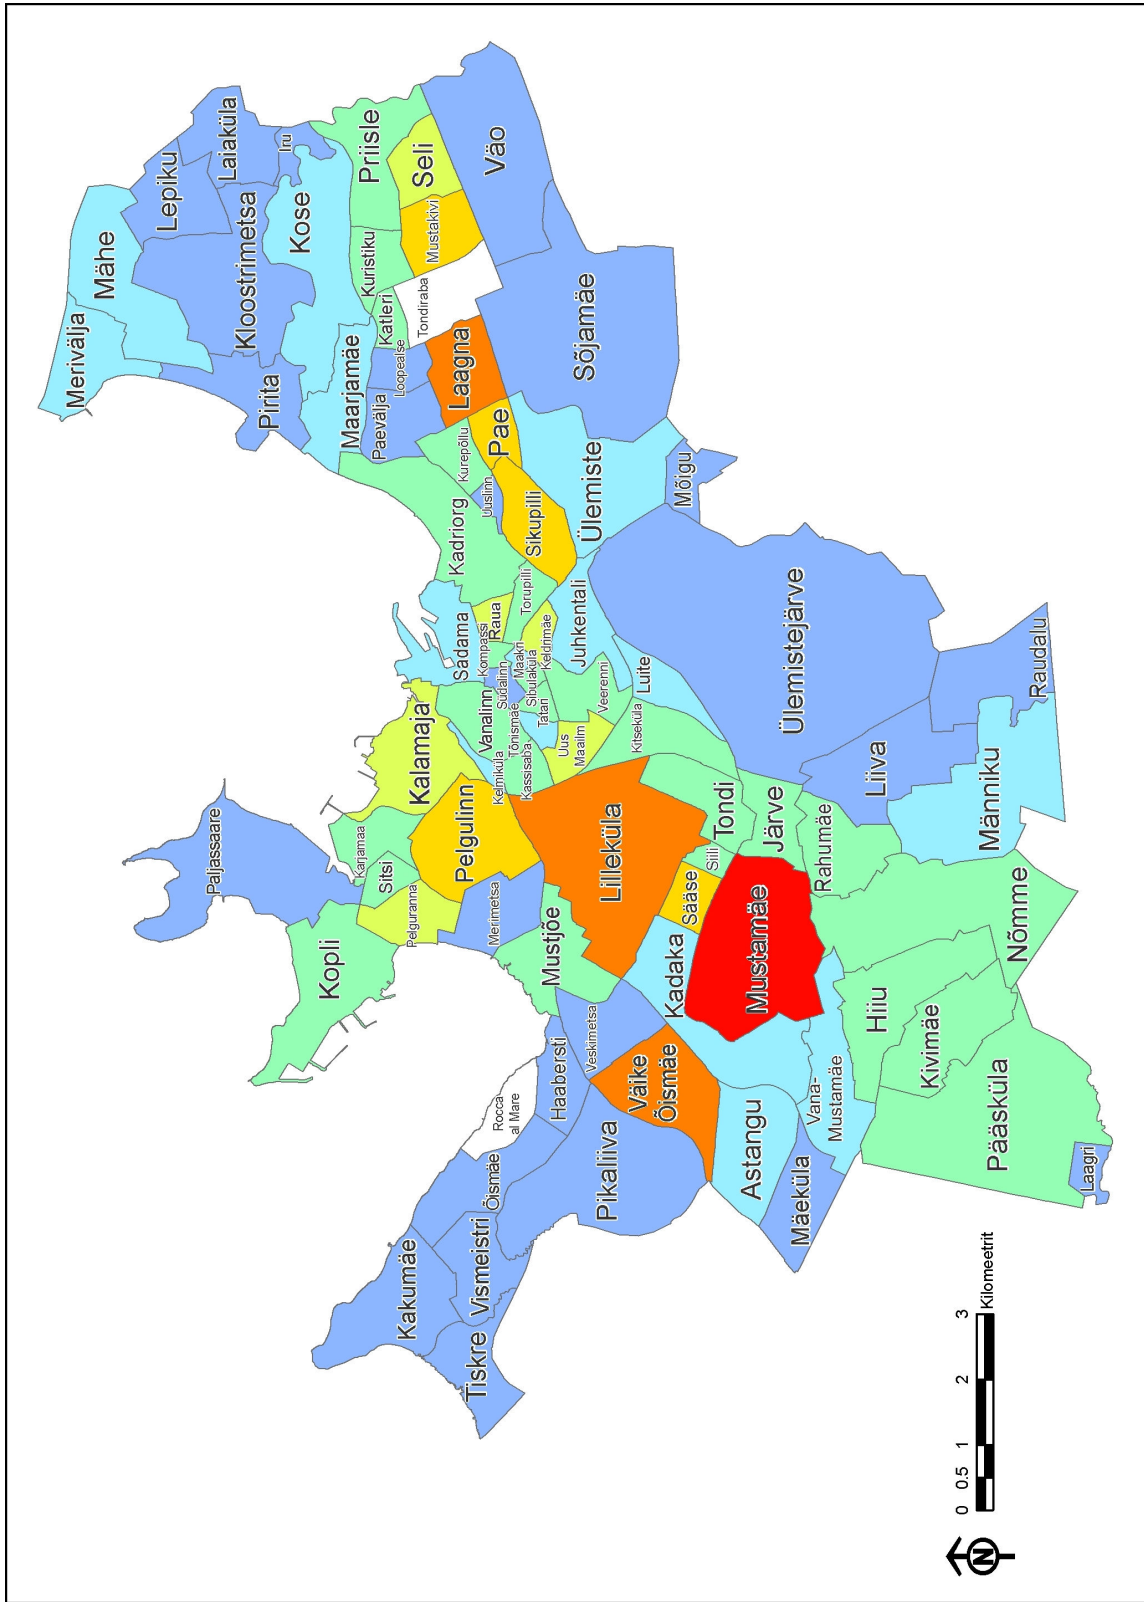 Merivälja
Mähe
Lepiku
Laiaküla
Iru
Kloostrimetsa
Pirita
Kose
Maarjamäe
Priisle
Kuristiku
Katleri
Seli
Mustakivi
Tondiraba
Loopealse
Paevälja
Laagna
Väo
Sõjamäe
Pae
Kurepõllu
Uuslinn
Sikupilli
Ülemiste
Mõigu
Kadriorg
Torupilli
Raua
Kompassi
Sadama
Südalinn
Maakri
Sibulaküla
Keldrimäe
Juhkentali
Vanalinn
Tõnismäe
Tatari
Veerenni
Luite
Kelmiküla
Kassisaba
Uus
Maailm
Kitseküla
Ülemistejärve
Raudalu
Liiva
Männiku
Kalamaja
Pelgulinn
Karjamaa
Sitsi
Pelguranna
Paljassaare
Kopli
Merimetsa
Mustjõe
Lilleküla
Tondi
Siili
Järve
Rahumäe
Sääse
Kadaka
Mustamäe
Nõmme
Hiiu
Kivimäe
Pääsküla
Laagri
Vana-
Mustamäe
Astangu
Mäeküla
Väike
Õismäe
Veskimetsa
Haabersti
Rocca
al Mare
Pikaliiva
Õismäe
Vismeistri
Kakumäe
Tiskre
0 0.5 1 2 3
Kilomeetrit
N